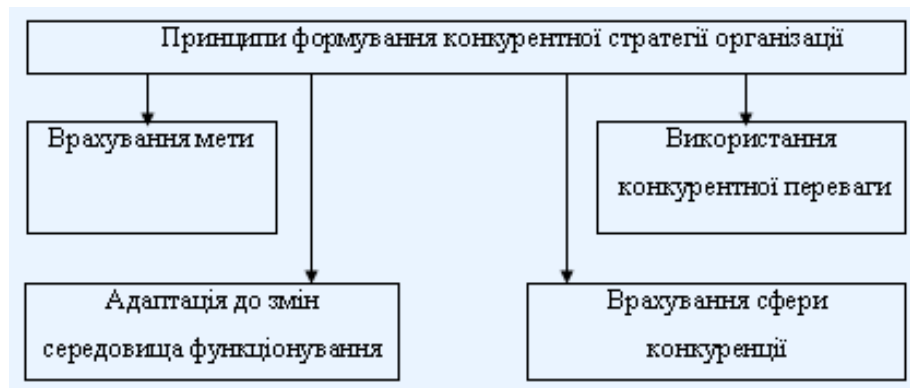 Принципи формування конкурентної стратегії організації
Врахування мети
Використання
конкурентної переваги
Адаптація до змін
середовища функціонування
Врахування сфери
конкуренції